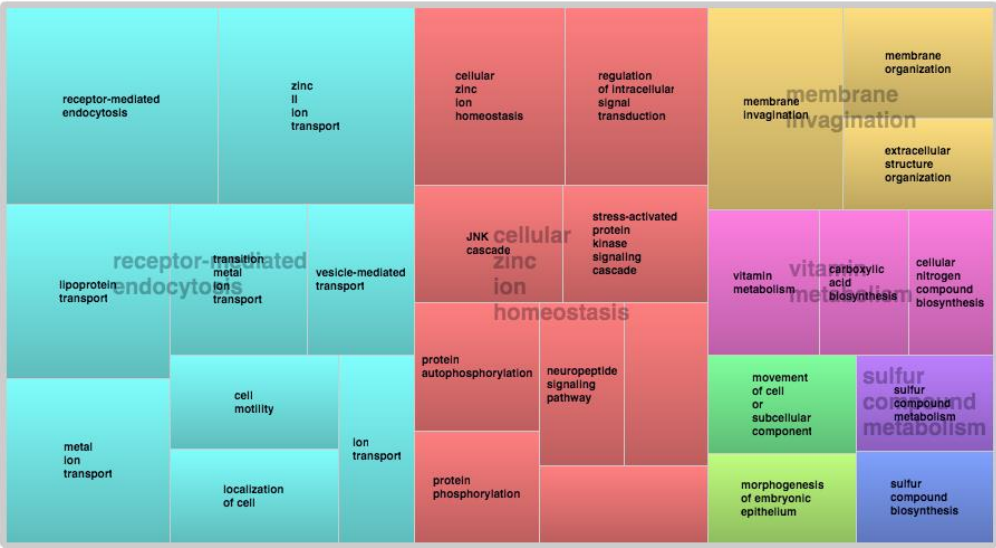 receptor-mediated
endocytosis
zinc
II
ion
transport
lipoprotein
transport
transition
metal
ion
transport
vesicle-mediated
transport
receptor-mediated
endocytosis
metal
ion
transport
cell
motility
localization
of cell
ion
transport
cellular
zinc
ion
homeostasis
regulation
of intracellular
signal
transduction
JNK
cascade
stress-activated
protein
kinase
signaling
cascade
cellular
zinc
ion
homeostasis
protein
autophosphorylation
neuropeptide
signaling
pathway
protein
phosphorylation
membrane
invagination
membrane
organization
membrane
invagination
extracellular
structure
organization
vitamin
metabolism
carboxylic
acid
biosynthesis
cellular
nitrogen
compound
biosynthesis
vitamin
metabolism
movement
of cell
or
subcellular
component
sulfur
compound
metabolism
sulfur
compound
metabolism
morphogenesis
of embryonic
epithelium
sulfur
compound
biosynthesis